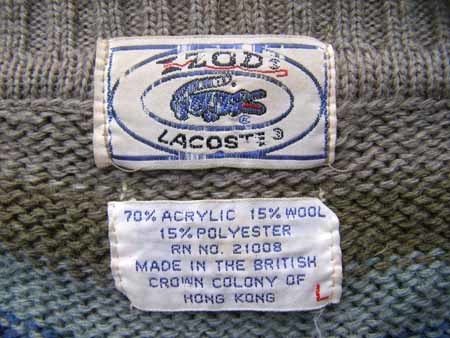 IZOD®
®
LACOSTE®
70% ACRYLIC 15% WOOL
15% POLYESTER
RN NO. 21008
MADE IN THE BRITISH
CROWN COLONY OF
HONG KONG
L